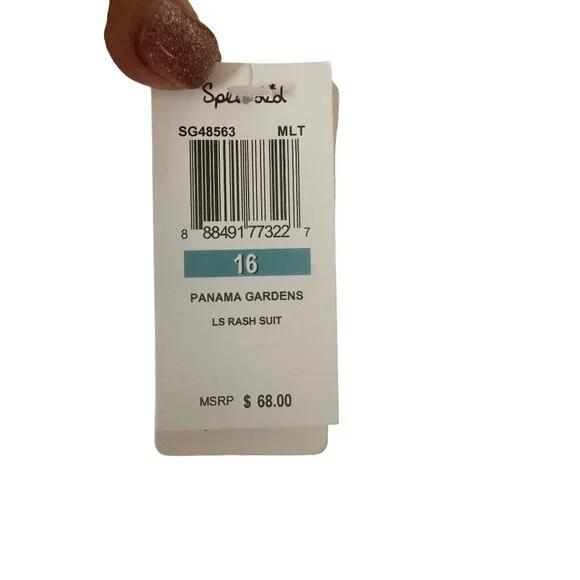 Splendid
SG48563 MLT
8 88491 77322 7
16
PANAMA GARDENS
LS RASH SUIT
MSRP $ 68.00